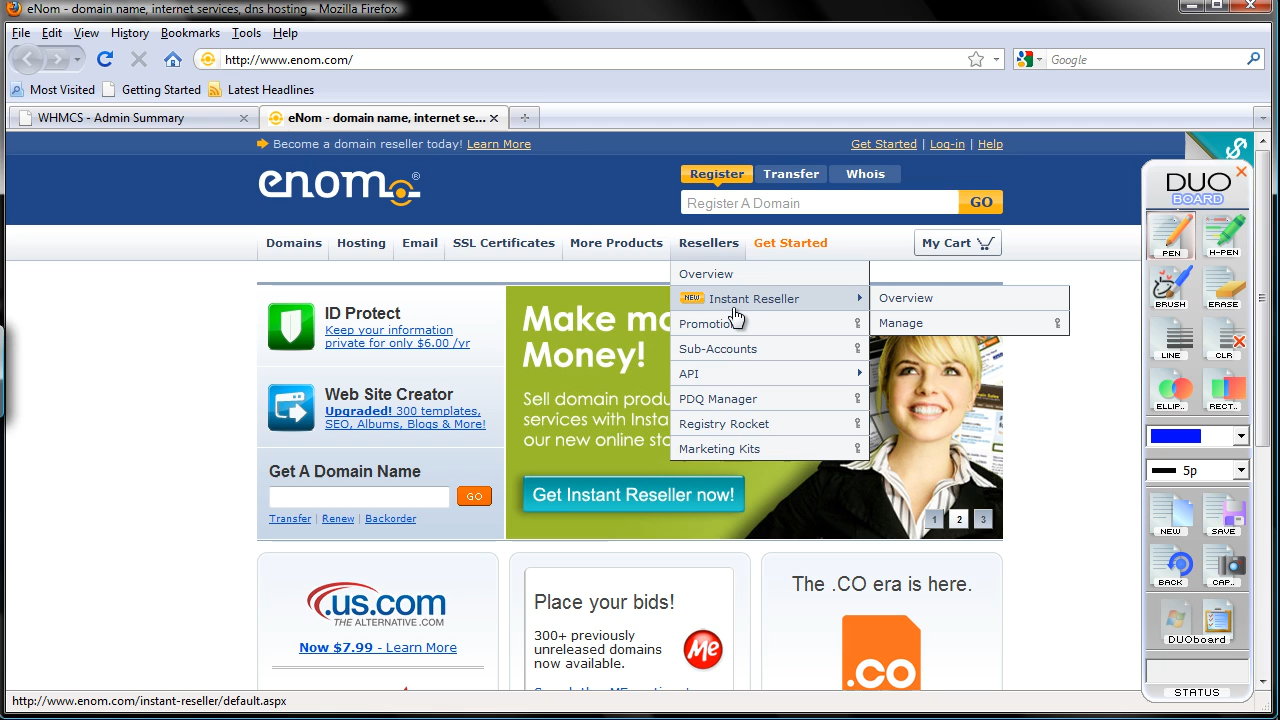 eNom - domain name, internet services, dns hosting - Mozilla Firefox
File Edit View History Bookmarks Tools Help
http://www.enom.com/
Google
Most Visited Getting Started Latest Headlines
WHMCS - Admin Summary
eNom - domain name, internet se...
Become a domain reseller today! Learn More
Get Started | Log-in | Help
enom®
Register Transfer Whois
Register A Domain GO
Domains Hosting Email SSL Certificates More Products Resellers Get Started My Cart
Overview
NEW Instant Reseller
Promotio
Sub-Accounts
API
PDQ Manager
Registry Rocket
Marketing Kits
Overview
Manage
ID Protect
Keep your information
private for only $6.00 /yr
Web Site Creator
Upgraded! 300 templates,
SEO, Albums, Blogs & More!
Get A Domain Name
GO
Transfer | Renew | Backorder
Make mo
Money!
Sell domain produ
services with Insta
our new online sto
Get Instant Reseller now!
1 2 3
.us.com
THE ALTERNATIVE .COM
Now $7.99 - Learn More
Place your bids!
300+ previously
unreleased domains
now available.
Me
The .CO era is here.
.co
$
DUO
BOARD
PEN H-PEN
BRUSH ERASE
LINE CLR
ELLIP.. RECT..
5p
NEW SAVE
BACK CAP..
DUOboard
STATUS
http://www.enom.com/instant-reseller/default.aspx